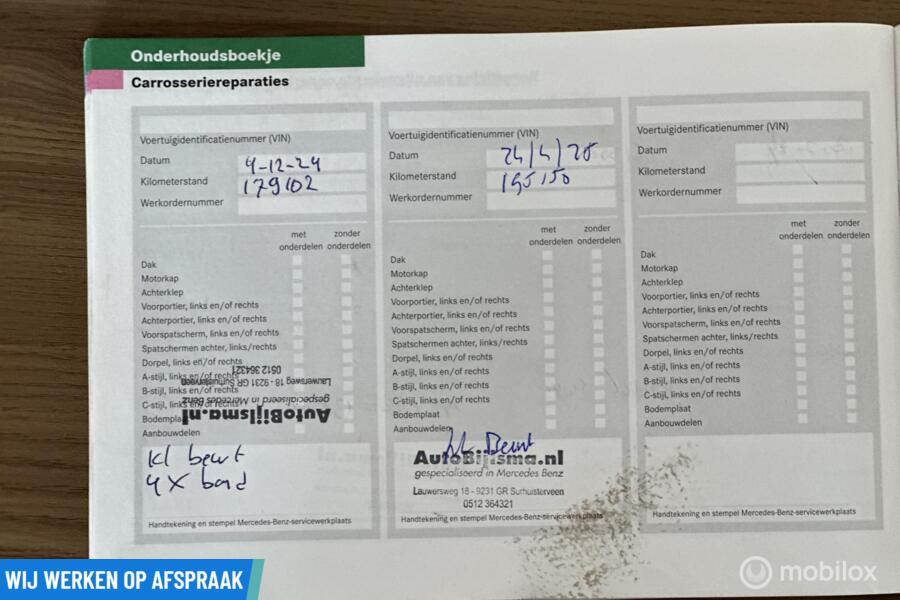 Onderhoudsboekje
Carrosseriereparaties
Voertuigidentificatienummer (VIN)
Datum 4-12-24
Kilometerstand 179102
Werkordernummer
met onderdelen
zonder onderdelen
Dak
Motorkap
Achterklep
Voorportier, links en/of rechts
Achterportier, links en/of rechts
Voorspatscherm, links en/of rechts
Spatschermen achter, links/rechts
Dorpel, links en/of rechts
A-stijl, links en/of rechts
B-stijl, links en/of rechts
C-stijl, links en/of rechts
Bodemplaat
Aanbouwdelen
AutoBijlsma.nl
gespecialiseerd in Mercedes Benz
Lauwersweg 18 - 9231 GR Surhuisterveen
0512 364321
kl beurt
4x band
Handtekening en stempel Mercedes-Benz-servicewerkplaats
Voertuigidentificatienummer (VIN)
Datum 24/4/25
Kilometerstand 195150
Werkordernummer
met onderdelen
zonder onderdelen
Dak
Motorkap
Achterklep
Voorportier, links en/of rechts
Achterportier, links en/of rechts
Voorspatscherm, links en/of rechts
Spatschermen achter, links/rechts
Dorpel, links en/of rechts
A-stijl, links en/of rechts
B-stijl, links en/of rechts
C-stijl, links en/of rechts
Bodemplaat
Aanbouwdelen
Beurt
AutoBijlsma.nl
gespecialiseerd in Mercedes Benz
Lauwersweg 18 - 9231 GR Surhuisterveen
0512 364321
Handtekening en stempel Mercedes-Benz-servicewerkplaats
Voertuigidentificatienummer (VIN)
Datum
Kilometerstand
Werkordernummer
met onderdelen
zonder onderdelen
Dak
Motorkap
Achterklep
Voorportier, links en/of rechts
Achterportier, links en/of rechts
Voorspatscherm, links en/of rechts
Spatschermen achter, links/rechts
Dorpel, links en/of rechts
A-stijl, links en/of rechts
B-stijl, links en/of rechts
C-stijl, links en/of rechts
Bodemplaat
Aanbouwdelen
Handtekening en stempel Mercedes-Benz-servicewerkplaats
WIJ WERKEN OP AFSPRAAK
mobilox